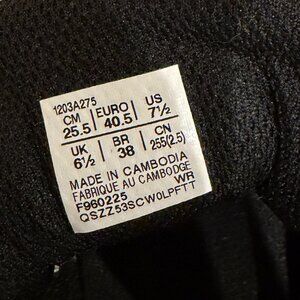 1203A275
CM EURO US
25.5 40.5 7½
UK BR CN
6½ 38 255(2.5)
MADE IN CAMBODIA
FABRIQUE AU CAMBODGE
F960225 WR
QSZZ53SCW0LPFTT